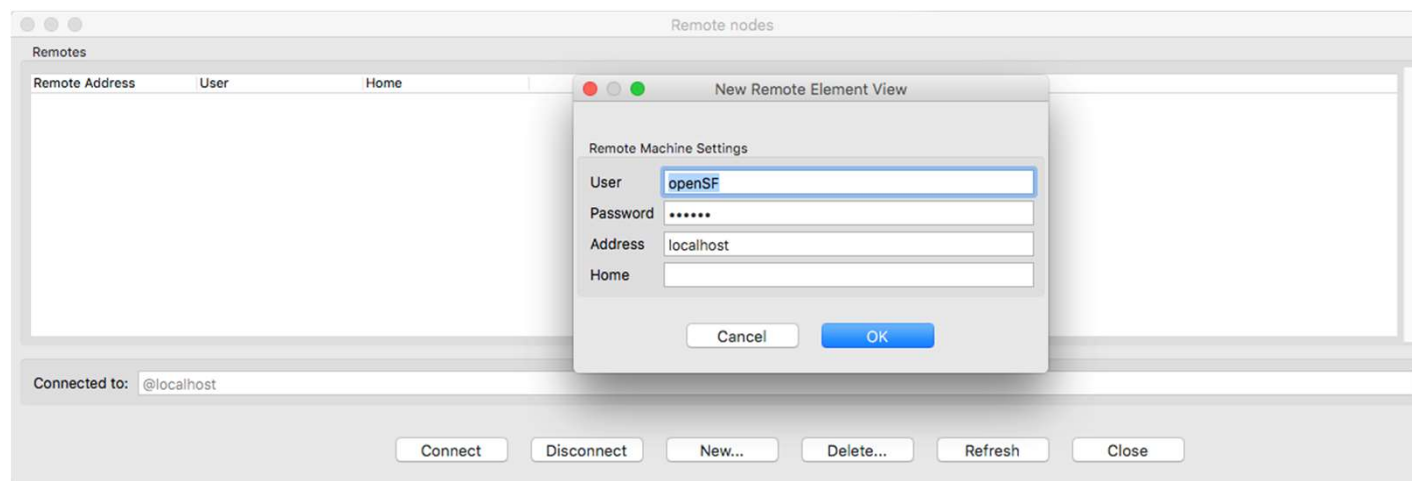 Remote nodes
Remotes
Remote Address User Home
New Remote Element View
Remote Machine Settings
User openSF
Password ••••••
Address localhost
Home
Cancel OK
Connected to: @localhost
Connect Disconnect New... Delete... Refresh Close